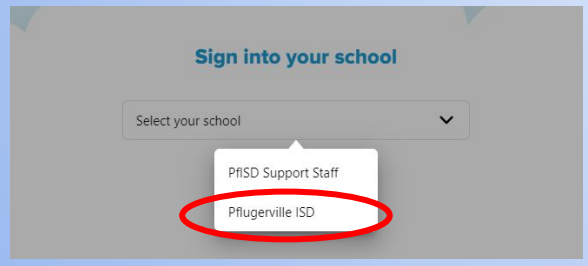 Sign into your school
Select your school
PfISD Support Staff
Pflugerville ISD